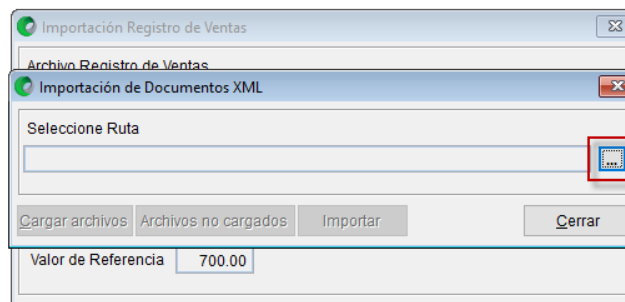 Importación Registro de Ventas
Archivo Registro de Ventas
Importación de Documentos XML
Seleccione Ruta
...
Cargar archivos Archivos no cargados Importar Cerrar
Valor de Referencia 700.00